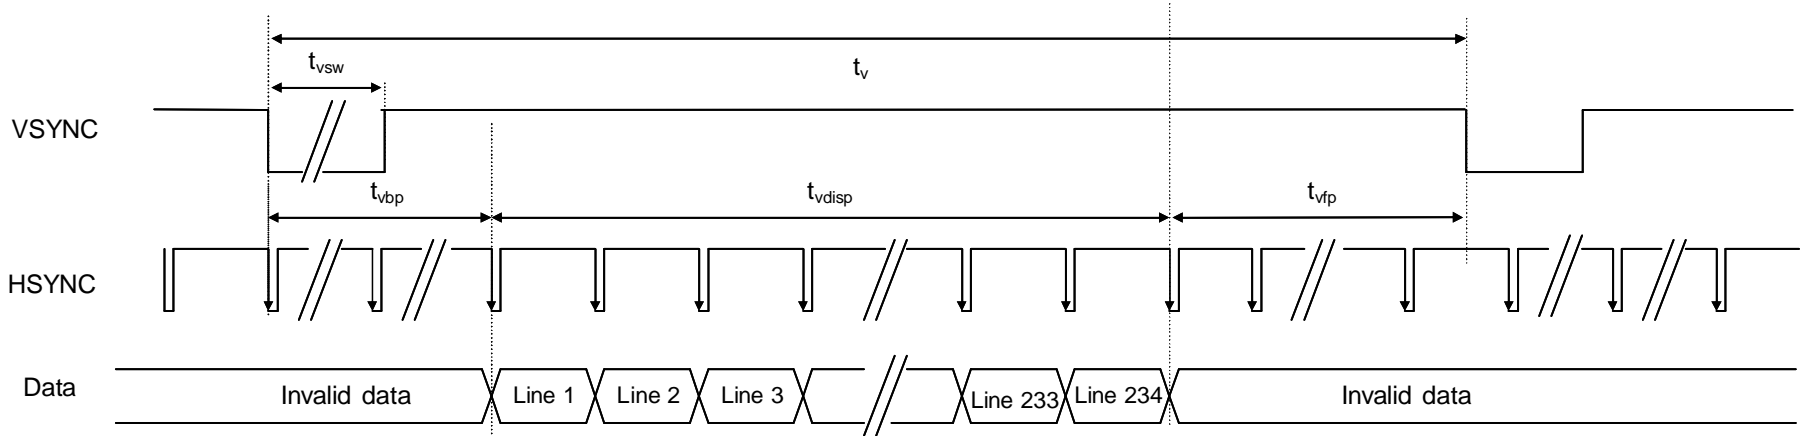 tvsw
tv
VSYNC
tvbp
tvdisp
tvfp
HSYNC
Data
Invalid data
Line 1
Line 2
Line 3
Line 233
Line 234
Invalid data